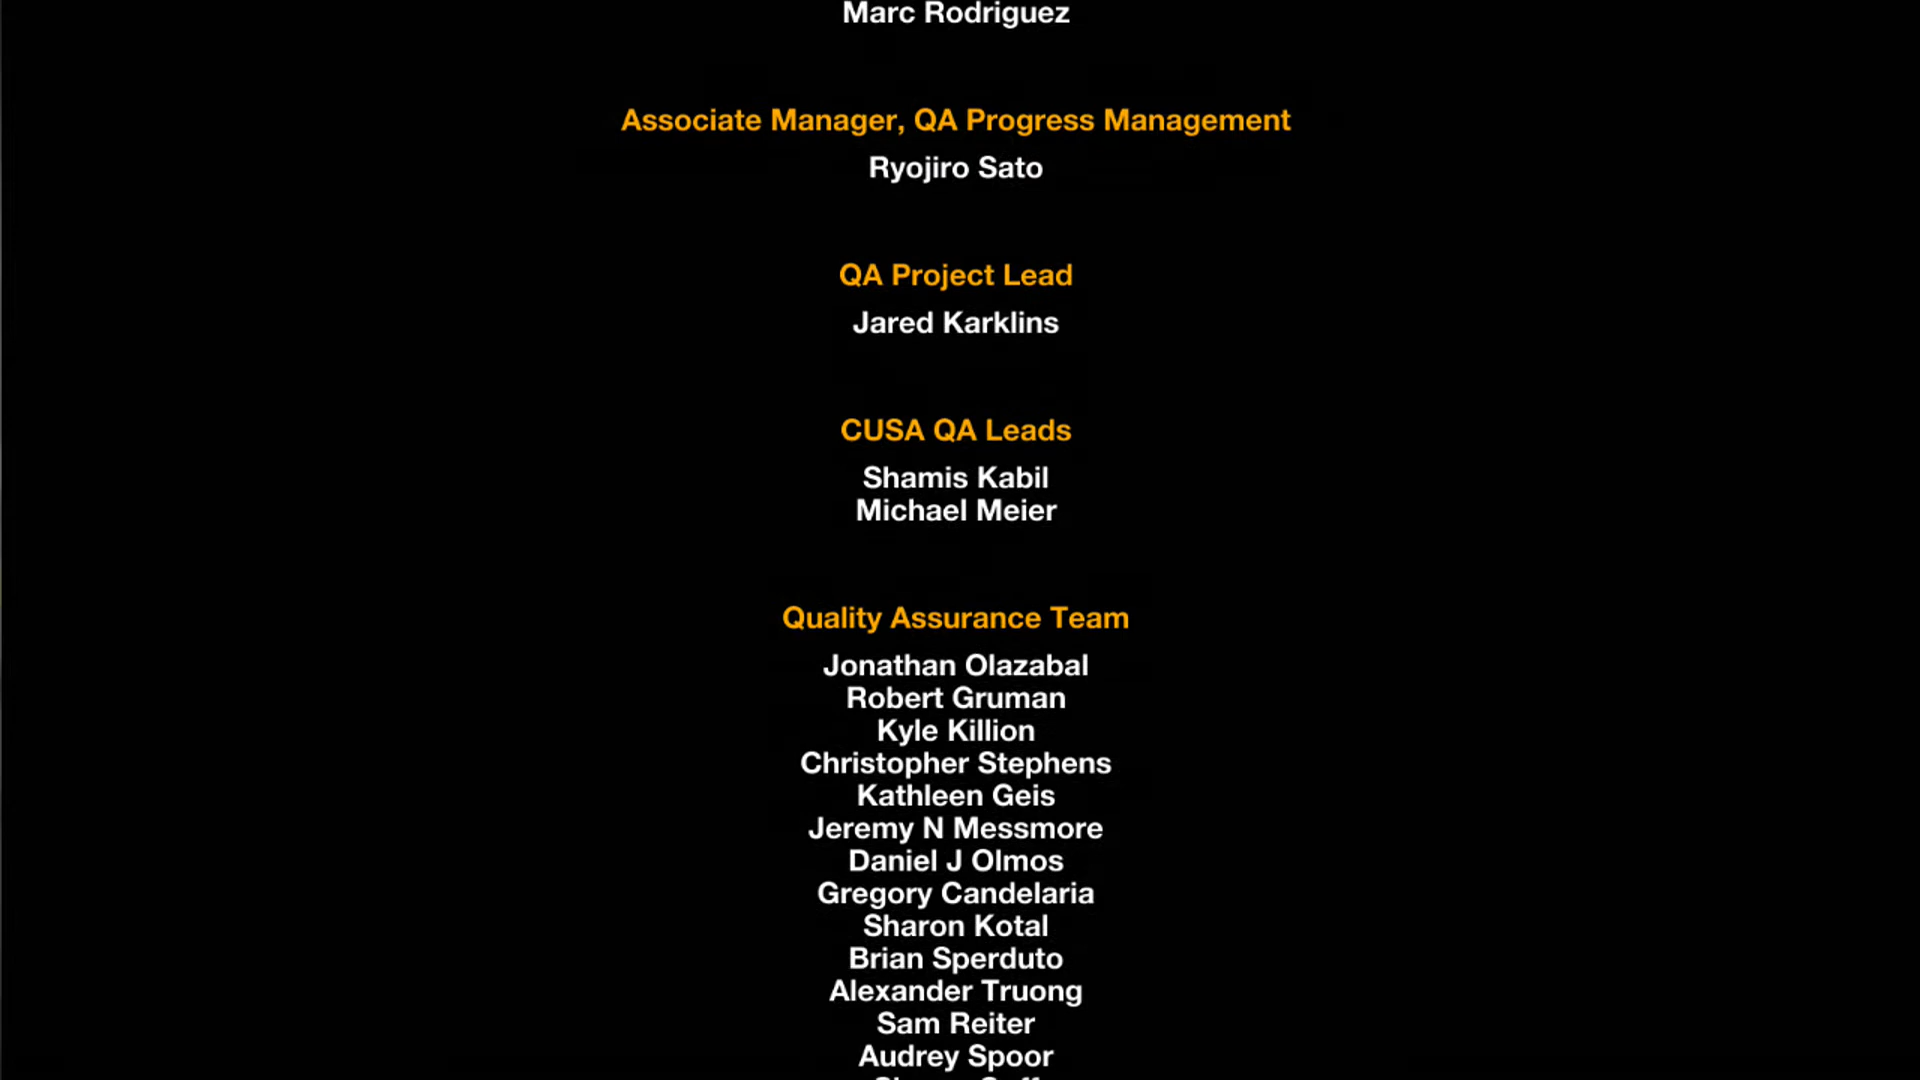 Marc Rodriguez
Associate Manager, QA Progress Management
Ryojiro Sato
QA Project Lead
Jared Karklins
CUSA QA Leads
Shamis Kabil
Michael Meier
Quality Assurance Team
Jonathan Olazabal
Robert Gruman
Kyle Killion
Christopher Stephens
Kathleen Geis
Jeremy N Messmore
Daniel J Olmos
Gregory Candelaria
Sharon Kotal
Brian Sperduto
Alexander Truong
Sam Reiter
Audrey Spoor